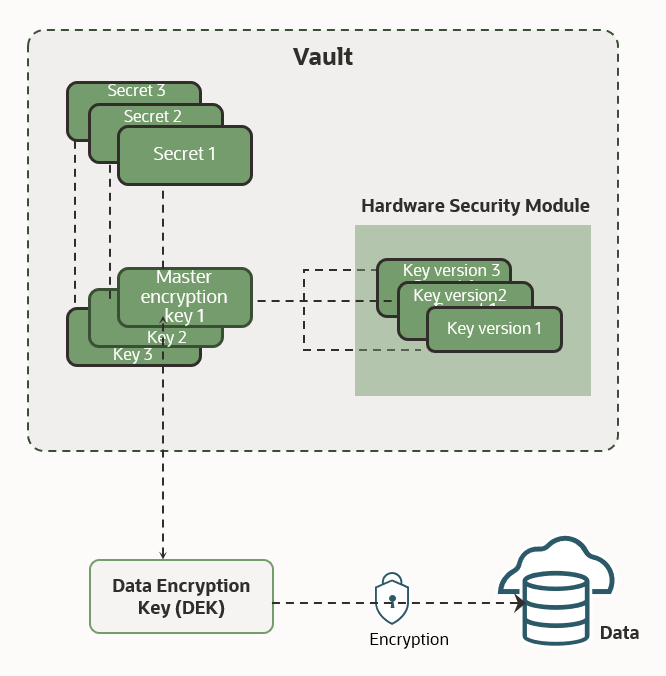 Vault
Secret 3
Secret 2
Secret 1
Hardware Security Module
Master
encryption
key 1
Key 2
Key 3
Key version 3
Key version2
Key version 1
Data Encryption
Key (DEK)
Encryption
Data